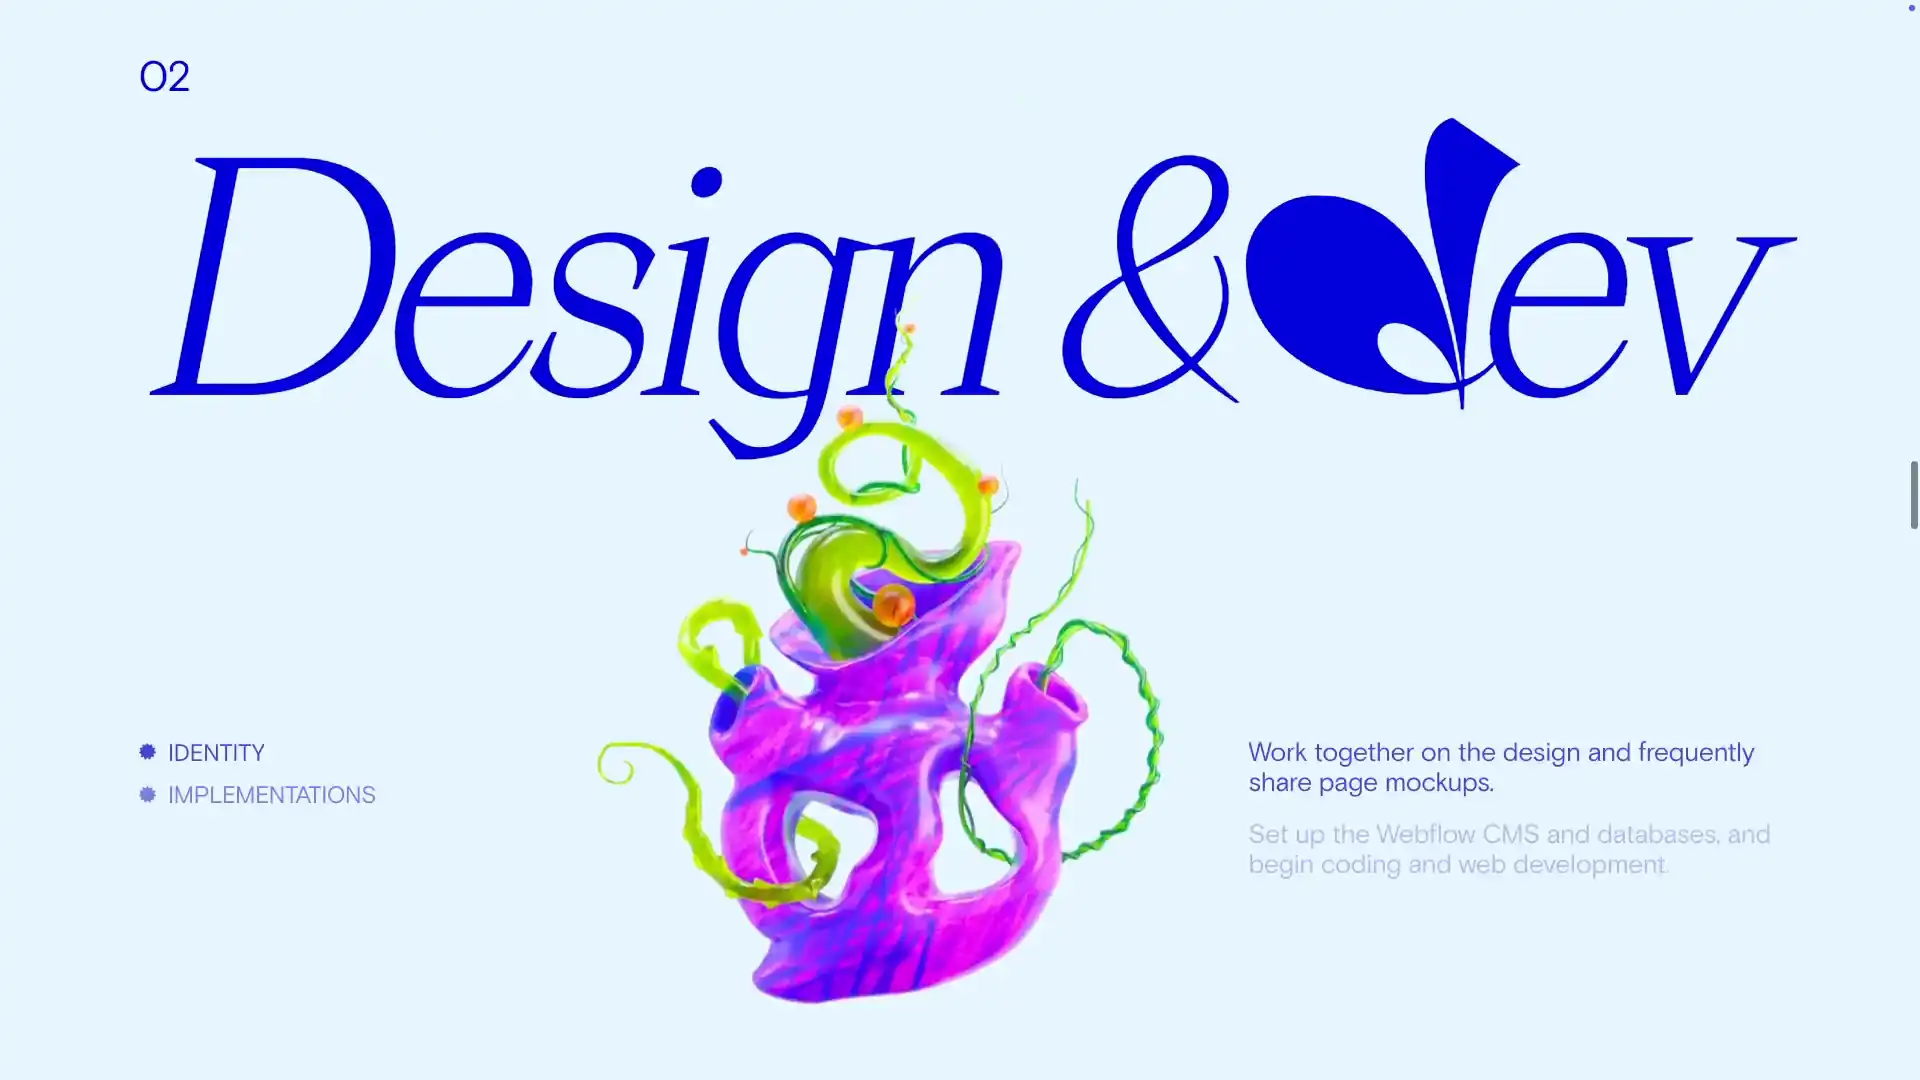 02
Design & dev
IDENTITY
IMPLEMENTATIONS
Work together on the design and frequently
share page mockups.
Set up the Webflow CMS and databases, and
begin coding and web development.